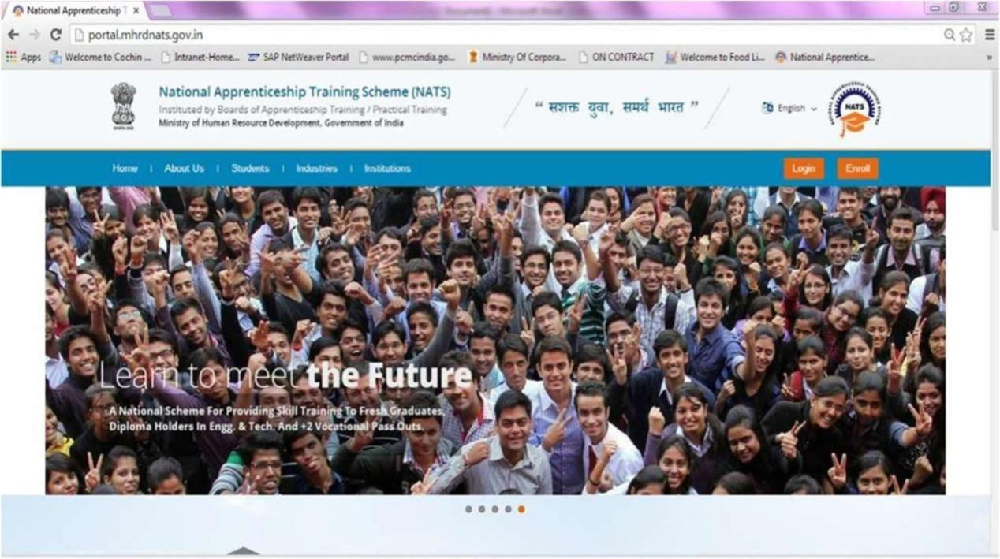 National Apprenticeship T
portal.mhrdnats.gov.in
Apps
Welcome to Cochin ...
Intranet-Home...
SAP NetWeaver Portal
www.pcmcindia.go...
Ministry Of Corpora...
ON CONTRACT
Welcome to Food Li...
National Apprentice...
National Apprenticeship Training Scheme (NATS)
Instituted by Boards of Apprenticeship Training / Practical Training
Ministry of Human Resource Development, Government of India
“ सशक्त युवा, समर्थ भारत ”
English
NATS
Home | About Us | Students | Industries | Institutions
Login
Enroll
Learn to meet the Future
A National Scheme For Providing Skill Training To Fresh Graduates,
Diploma Holders In Engg. & Tech. And +2 Vocational Pass Outs.